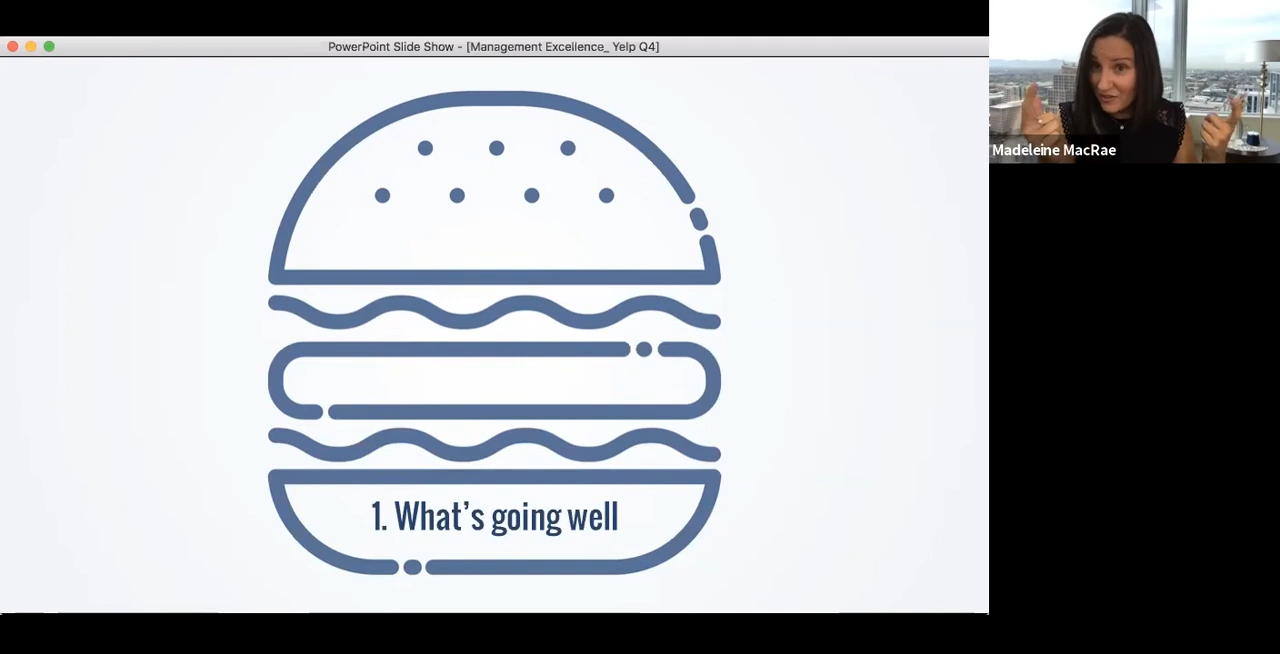 PowerPoint Slide Show - [Management Excellence_ Yelp Q4]
Madeleine MacRae
1. What's going well